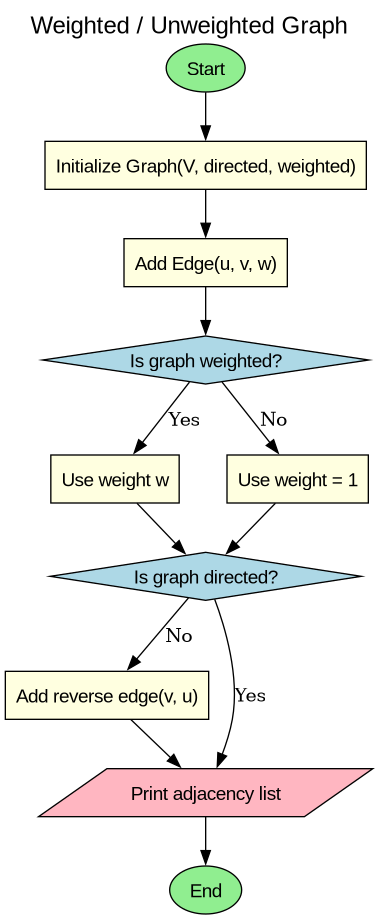 Weighted / Unweighted Graph
Start
Initialize Graph(V, directed, weighted)
Add Edge(u, v, w)
Is graph weighted?
Yes
No
Use weight w
Use weight = 1
Is graph directed?
No
Add reverse edge(v, u)
Yes
Print adjacency list
End